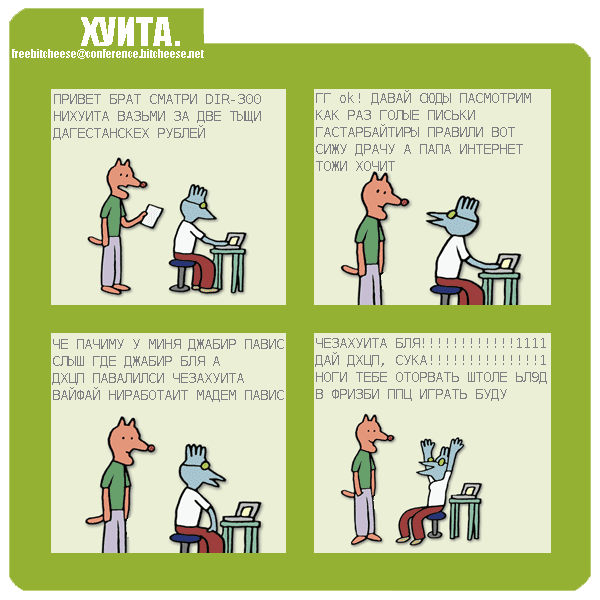 ХУИТА.
freebitcheese@conference.bitcheese.net
ПРИВЕТ БРАТ СМАТРИ DIR-300
НИХУИТА ВАЗЬМИ ЗА ДВЕ ТЬЩИ
ДАГЕСТАНСКЕХ РУБЛЕЙ
ГГ ok! ДАВАЙ СЮДЫ ПАСМОТРИМ
КАК РАЗ ГОЛЫЕ ПИСЬКИ
ГАСТАРБАЙТИРЫ ПРАВИЛИ ВОТ
СИЖУ ДРАЧУ А ПАПА ИНТЕРНЕТ
ТОЖИ ХОЧИТ
ЧЕ ПАЧИМУ У МИНЯ ДЖАБИР ПАВИС
СЛЫШ ГДЕ ДЖАБИР БЛЯ А
ДХЦП ПАВАЛИЛСИ ЧЕЗАХУИТА
ВАЙФАЙ НИРАБОТАИТ МАДЕМ ПАВИС
ЧЕЗАХУИТА БЛЯ!!!!!!!!!!!!1111
ДАЙ ДХЦП, СУКА!!!!!!!!!!!!!!1
НОГИ ТЕБЕ ОТОРВАТЬ ШТОЛЕ ЬЛ9Д
В ФРИЗБИ ППЦ ИГРАТЬ БУДУ